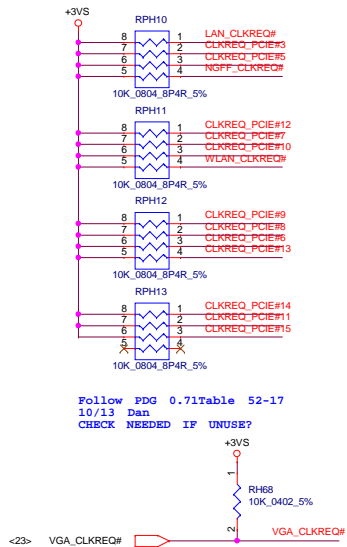 +3VS
RPH10
8 1 LAN_CLKREQ#
7 2 CLKREQ_PCIE#3
6 3 CLKREQ_PCIE#5
5 4 NGFF_CLKREQ#
10K_0804_8P4R_5%
RPH11
8 1 CLKREQ_PCIE#12
7 2 CLKREQ_PCIE#7
6 3 CLKREQ_PCIE#10
5 4 WLAN_CLKREQ#
10K_0804_8P4R_5%
RPH12
8 1 CLKREQ_PCIE#9
7 2 CLKREQ_PCIE#8
6 3 CLKREQ_PCIE#6
5 4 CLKREQ_PCIE#13
10K_0804_8P4R_5%
RPH13
8 1 CLKREQ_PCIE#14
7 2 CLKREQ_PCIE#11
6 3 CLKREQ_PCIE#15
5 4
10K_0804_8P4R_5%
Follow PDG 0.71Table 52-17
10/13 Dan
CHECK NEEDED IF UNUSE?
+3VS
1
RH68
10K_0402_5%
2
<23> VGA_CLKREQ# VGA_CLKREQ#